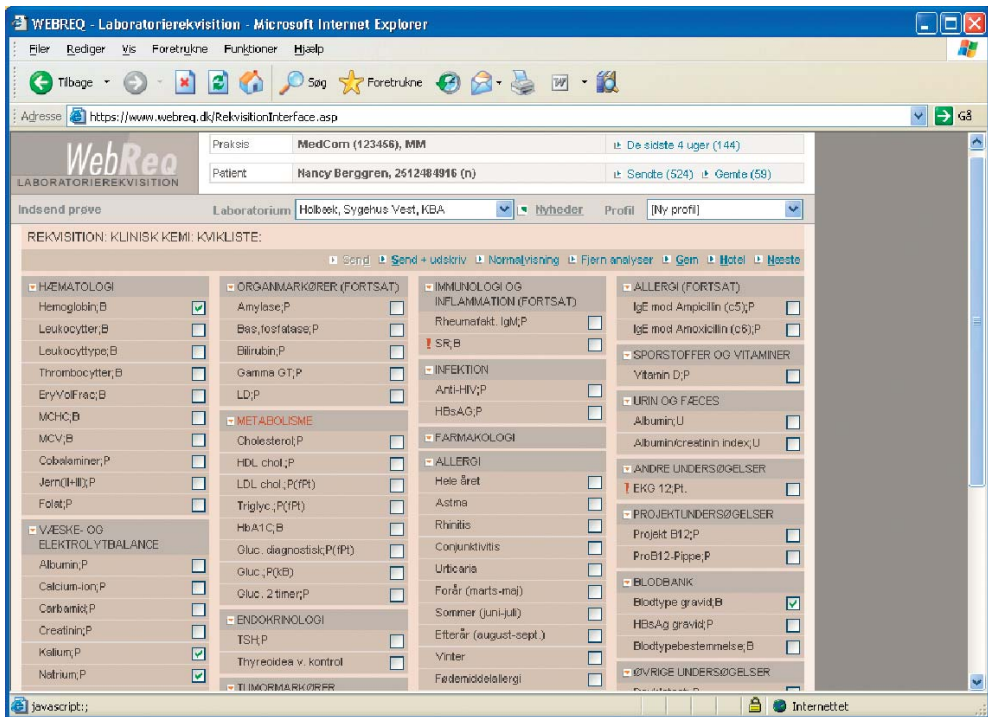 WEBREQ - Laboratorierekvisition - Microsoft Internet Explorer
Filer Rediger Vis Foretrukne Funktioner Hjælp
Tilbage Søg Foretrukne
Adresse https://www.webreq.dk/RekvisitionInterface.asp Gå
WebReq
LABORATORIEREKVISITION
Praksis MedCom (123456), MM De sidste 4 uger (144)
Patient Nancy Berggren, 2512484916 (n) Sendte (524) Gemte (59)
Indsend prøve Laboratorium Holbæk, Sygehus Vest, KBA Nyheder Profil [Ny profil]
REKVISITION: KLINISK KEMI: KVIKLISTE:
Send Send + udskriv Normalvisning Fjern analyser Gem Hotel Næste
HÆMATOLOGI
Hemoglobin;B
Leukocytter;B
Leukocyttype;B
Thrombocytter;B
EryVolFrac;B
MCHC;B
MCV;B
Cobalaminer;P
Jern(II+III);P
Folat;P
VÆSKE- OG
ELEKTROLYTBALANCE
Albumin;P
Calcium-ion;P
Carbamid;P
Creatinin;P
Kalium;P
Natrium;P
ORGANMARKØRER (FORTSAT)
Amylase;P
Bas.fosfatase;P
Bilirubin;P
Gamma GT;P
LD;P
METABOLISME
Cholesterol;P
HDL chol.;P
LDL chol.;P(fPt)
Triglyc.;P(fPt)
HbA1C;B
Gluc. diagnostisk;P(fPt)
Gluc.;P(kB)
Gluc. 2timer;P
ENDOKRINOLOGI
TSH;P
Thyreoidea v. kontrol
TUMORMARKØRER
IMMUNOLOGI OG
INFLAMMATION (FORTSAT)
Rheumafakt. IgM;P
! SR;B
INFEKTION
Anti-HIV;P
HBsAG;P
FARMAKOLOGI
ALLERGI
Hele året
Astma
Rhinitis
Conjunktivitis
Urticaria
Forår (marts-maj)
Sommer (juni-juli)
Efterår (august-sept.)
Vinter
Fødemiddelallergi
ALLERGI (FORTSAT)
IgE mod Ampicillin (c5);P
IgE mod Amoxicillin (c6);P
SPORSTOFFER OG VITAMINER
Vitamin D;P
URIN OG FÆCES
Albumin;U
Albumin/creatinin index;U
ANDRE UNDERSØGELSER
! EKG 12;Pt.
PROJEKTUNDERSØGELSER
Projekt B12;P
ProB12-Pippe;P
BLODBANK
Blodtype gravid;B
HBsAg gravid;P
Blodtypebestemmelse;B
ØVRIGE UNDERSØGELSER
javascript:; Internettet